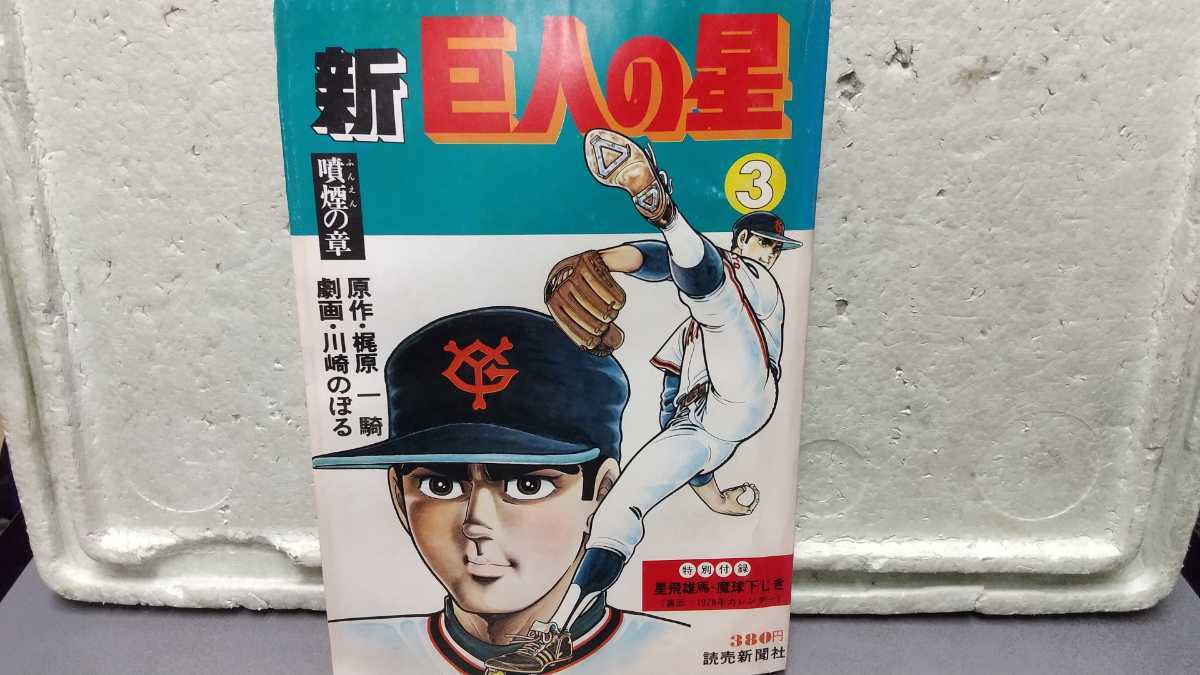 新巨人の星
3
ふんえん
噴煙の章
原作・梶原一騎
劇画・川崎のぼる
YG
G
特別付録
星飛雄馬・魔球下じき
(裏面・1978年カレンダー)
380円
読売新聞社